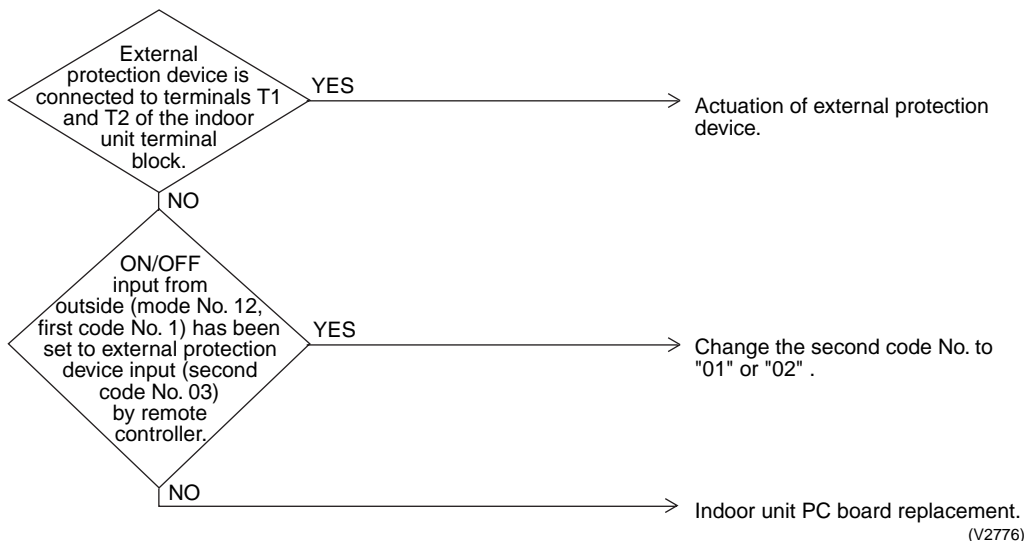 External
protection device is
connected to terminals T1
and T2 of the indoor
unit terminal
block.
YES
Actuation of external protection
device.
NO
ON/OFF
input from
outside (mode No. 12,
first code No. 1) has been
set to external protection
device input (second
code No. 03)
by remote
controller.
YES
Change the second code No. to
"01" or "02" .
NO
Indoor unit PC board replacement.
(V2776)